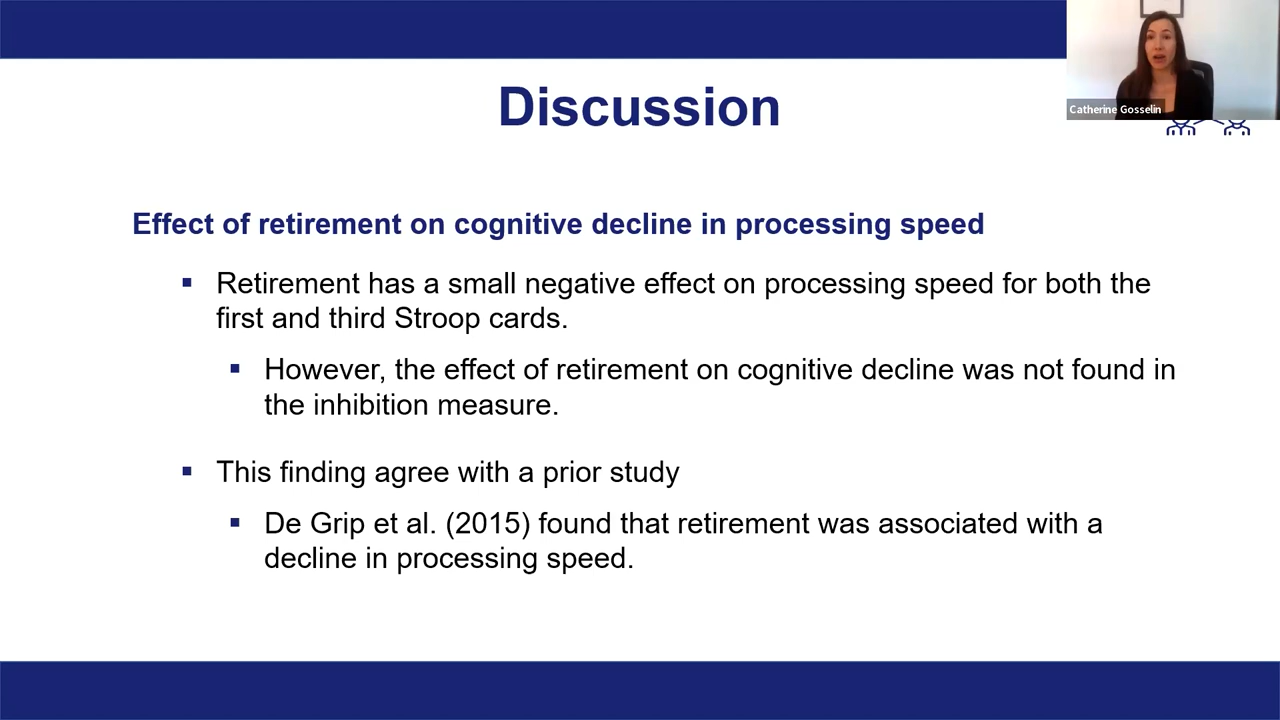 Discussion
Catherine Gosselin
Effect of retirement on cognitive decline in processing speed
▪ Retirement has a small negative effect on processing speed for both the
first and third Stroop cards.
▪ However, the effect of retirement on cognitive decline was not found in
the inhibition measure.
▪ This finding agree with a prior study
▪ De Grip et al. (2015) found that retirement was associated with a
decline in processing speed.